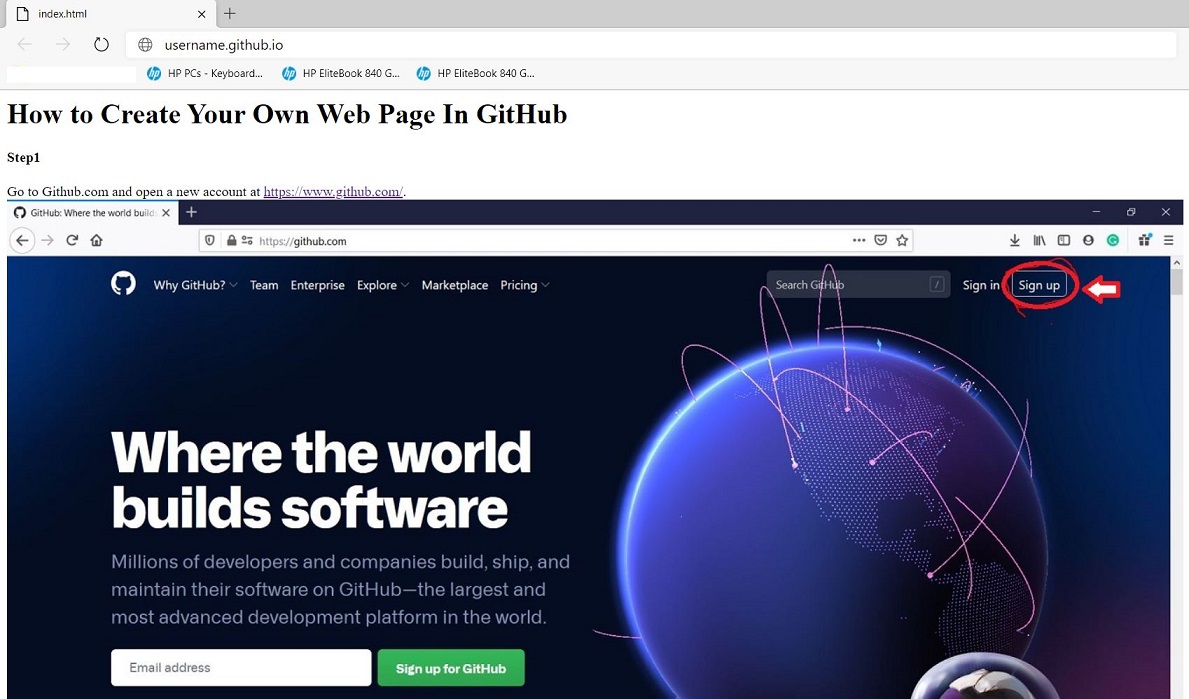 index.html
username.github.io
HP PCs - Keyboard... HP EliteBook 840 G... HP EliteBook 840 G...
How to Create Your Own Web Page In GitHub
Step1
Go to Github.com and open a new account at https://www.github.com/.
GitHub: Where the world builds
https://github.com
Why GitHub? Team Enterprise Explore Marketplace Pricing Search GitHub / Sign in Sign up
Where the world
builds software
Millions of developers and companies build, ship, and
maintain their software on GitHub—the largest and
most advanced development platform in the world.
Email address Sign up for GitHub